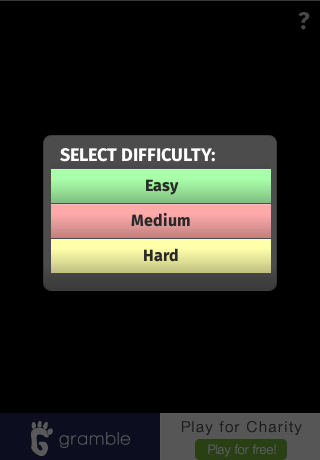 ?
SELECT DIFFICULTY:
Easy
Medium
Hard
gramble
Play for Charity
Play for free!